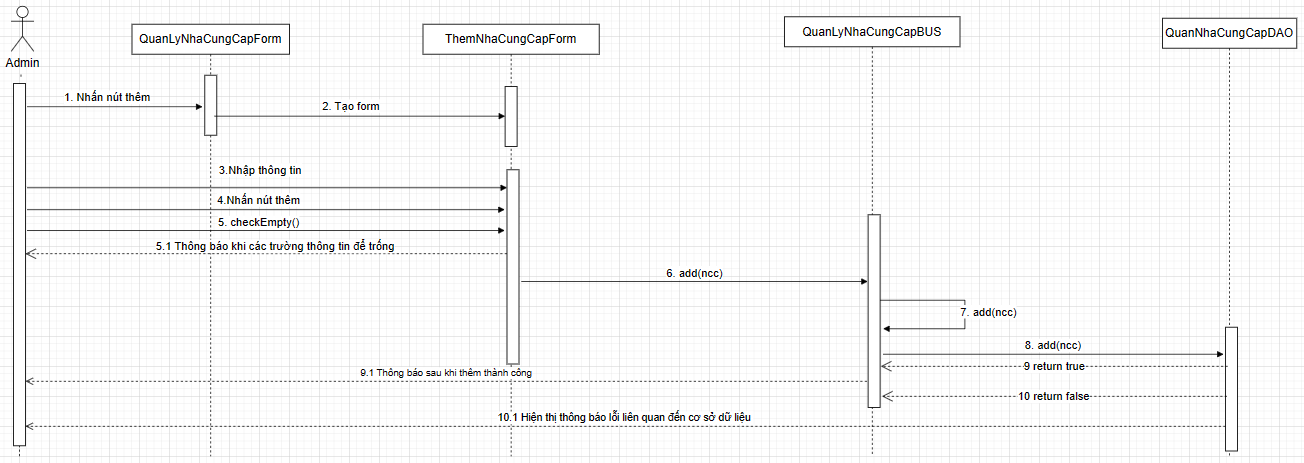 Admin
QuanLyNhaCungCapForm
ThemNhaCungCapForm
QuanLyNhaCungCapBUS
QuanNhaCungCapDAO
1. Nhấn nút thêm
2. Tạo form
3.Nhập thông tin
4.Nhấn nút thêm
5. checkEmpty()
5.1 Thông báo khi các trường thông tin để trống
6. add(ncc)
7. add(ncc)
8. add(ncc)
9 return true
9.1 Thông báo sau khi thêm thành công
10 return false
10.1 Hiện thị thông báo lỗi liên quan đến cơ sở dữ liệu